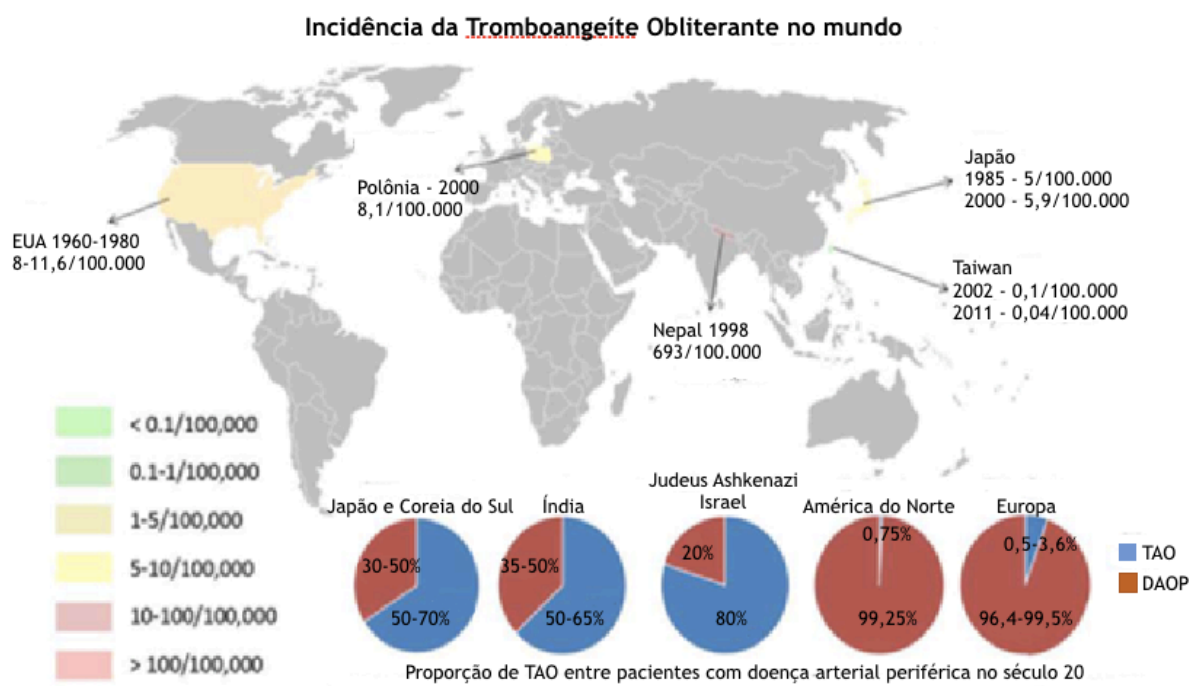 Incidência da Tromboangeíte Obliterante no mundo
EUA 1960-1980
8-11,6/100.000
Polônia - 2000
8,1/100.000
Japão
1985 - 5/100.000
2000 - 5,9/100.000
Taiwan
2002 - 0,1/100.000
2011 - 0,04/100.000
Nepal 1998
693/100.000
< 0.1/100,000
0.1-1/100,000
1-5/100,000
5-10/100,000
10-100/100,000
> 100/100,000
Japão e Coreia do Sul
30-50%
50-70%
Índia
35-50%
50-65%
Judeus Ashkenazi
Israel
20%
80%
América do Norte
0,75%
99,25%
Europa
0,5-3,6%
96,4-99,5%
TAO
DAOP
Proporção de TAO entre pacientes com doença arterial periférica no século 20